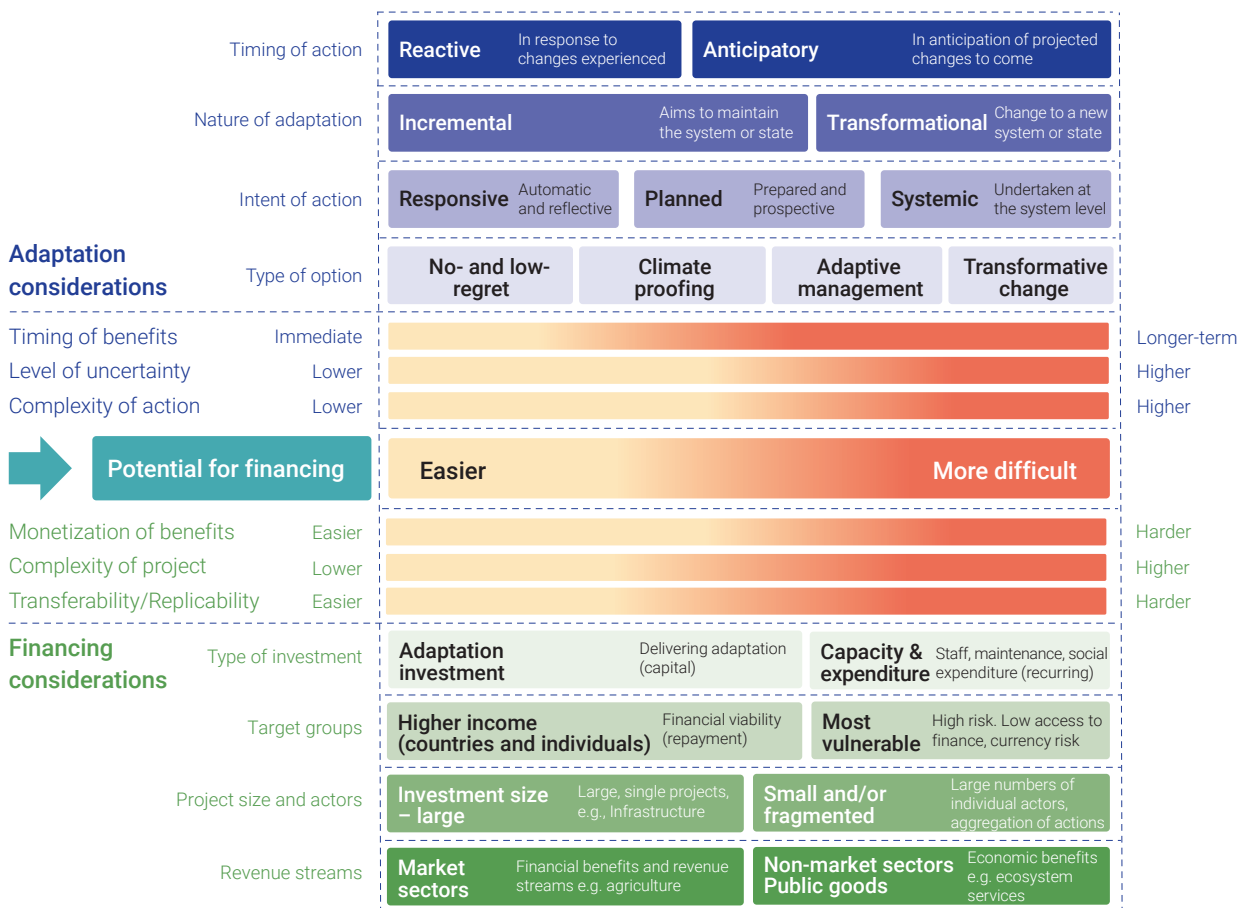 Timing of action
Reactive
In response to
changes experienced
Anticipatory
In anticipation of projected
changes to come
Nature of adaptation
Incremental
Aims to maintain
the system or state
Transformational
Change to a new
system or state
Intent of action
Responsive
Automatic
and reflective
Planned
Prepared and
prospective
Systemic
Undertaken at
the system level
Adaptation
considerations
Type of option
No- and low-
regret
Climate
proofing
Adaptive
management
Transformative
change
Timing of benefits
Immediate
Longer-term
Level of uncertainty
Lower
Higher
Complexity of action
Lower
Higher
Potential for financing
Easier
More difficult
Monetization of benefits
Easier
Harder
Complexity of project
Lower
Higher
Transferability/Replicability
Easier
Harder
Financing
considerations
Type of investment
Adaptation
investment
Delivering adaptation
(capital)
Capacity &
expenditure
Staff, maintenance, social
expenditure (recurring)
Target groups
Higher income
(countries and individuals)
Financial viability
(repayment)
Most
vulnerable
High risk. Low access to
finance, currency risk
Project size and actors
Investment size
– large
Large, single projects,
e.g., Infrastructure
Small and/or
fragmented
Large numbers of
individual actors,
aggregation of actions
Revenue streams
Market
sectors
Financial benefits and revenue
streams e.g. agriculture
Non-market sectors
Public goods
Economic benefits
e.g. ecosystem
services